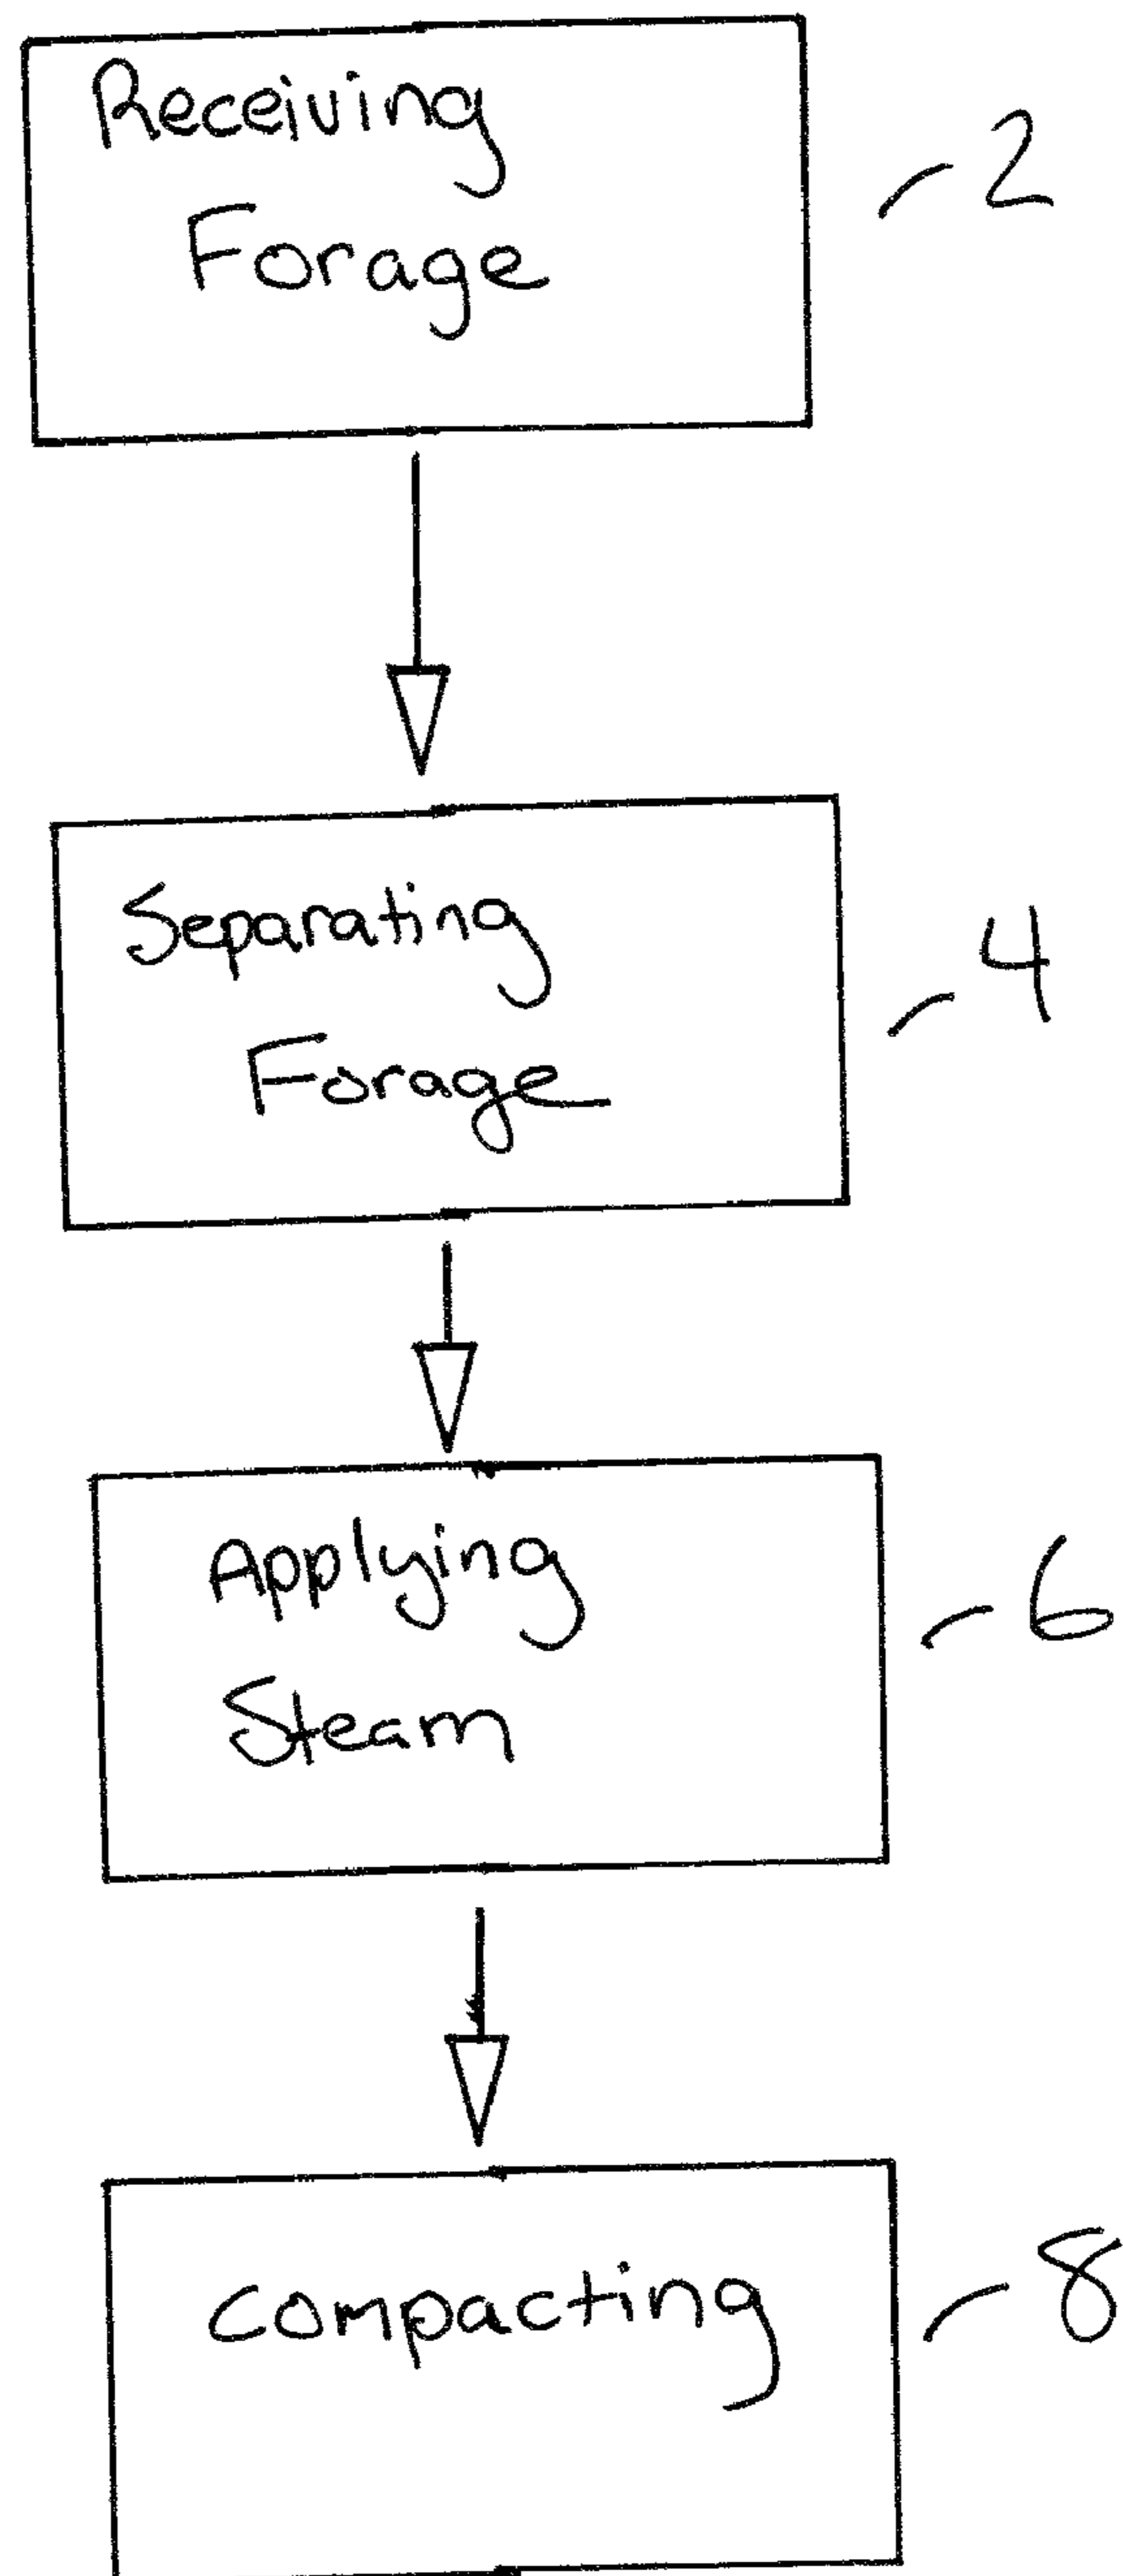 Receiving
Forage
2
Separating
Forage
4
Applying
Steam
6
Compacting
8